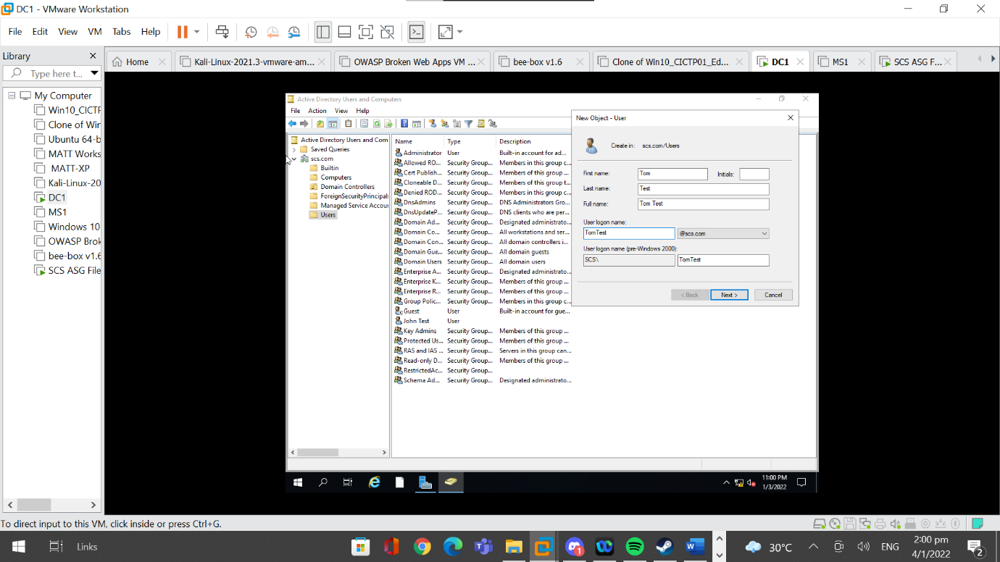 DC1 - VMware Workstation
File Edit View VM Tabs Help
Library
Type here t...
Home
Kali-Linux-2021.3-vmware-am...
OWASP Broken Web Apps VM ...
bee-box v1.6
Clone of Win10_CICTP01_Ed...
DC1
MS1
SCS ASG F...
My Computer
Win10_CICTF
Clone of Wir
Ubuntu 64-b
MATT Works
MATT-XP
Kali-Linux-20
DC1
MS1
Windows 10
OWASP Brok
bee-box v1.6
SCS ASG File
Active Directory Users and Computers
File Action View Help
Active Directory Users and Com
Saved Queries
scs.com
Builtin
Computers
Domain Controllers
ForeignSecurityPrincipals
Managed Service Accour
Users
Name Type Description
Administrator User Built-in account for ad...
Allowed RO... Security Group... Members in this group c...
Cert Publish... Security Group... Members of this group ...
Cloneable D... Security Group... Members of this group t...
Denied ROD... Security Group... Members in this group c...
DnsAdmins Security Group... DNS Administrators Gro...
DnsUpdateP... Security Group... DNS clients who are per...
Domain Ad... Security Group... Designated administrato...
Domain Co... Security Group... All workstations and ser...
Domain Con... Security Group... All domain controllers i...
Domain Gue... Security Group... All domain guests
Domain Users Security Group... All domain users
Enterprise A... Security Group... Designated administrato...
Enterprise K... Security Group... Members of this group ...
Enterprise R... Security Group... Members of this group ...
Group Polic... Security Group... Members in this group c...
Guest User Built-in account for gue...
John Test User
Key Admins Security Group... Members of this group ...
Protected Us... Security Group... Members of this group ...
RAS and IAS ... Security Group... Servers in this group can...
Read-only D... Security Group... Members of this group ...
RestrictedAc... Security Group...
Schema Ad... Security Group... Designated administrato...
New Object - User
Create in: scs.com/Users
First name: Tom Initials:
Last name: Test
Full name: Tom Test
User logon name:
TomTest @scs.com
User logon name (pre-Windows 2000):
SCS\ TomTest
< Back Next > Cancel
11:00 PM
1/3/2022
To direct input to this VM, click inside or press Ctrl+G.
Links
1
30°C
ENG
2:00 pm
4/1/2022
2